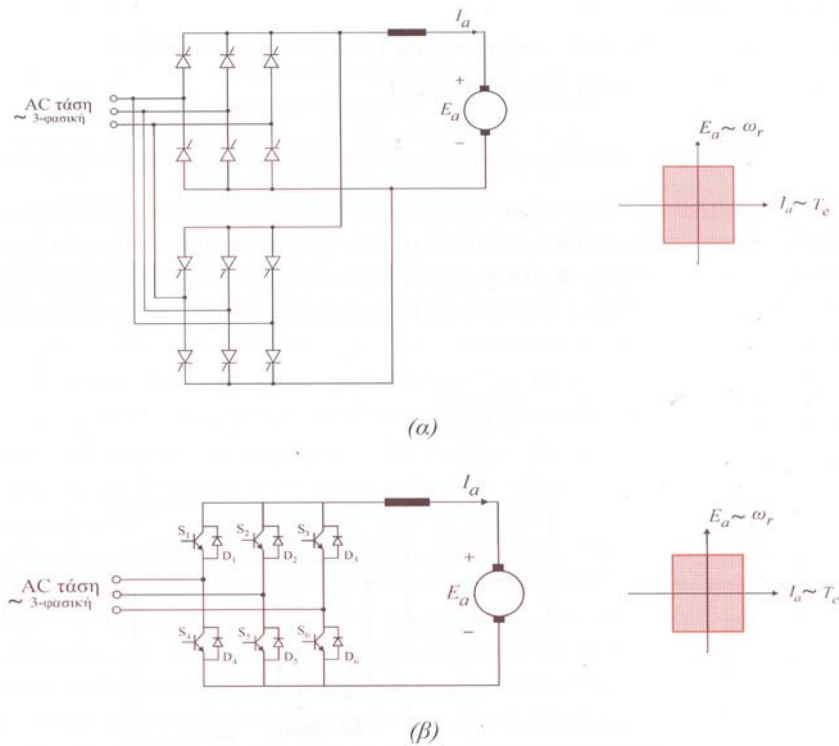 I_a
+
E_a
−
AC τάση
~ 3-φασική
E_a ~ ω_r
I_a ~ T_e
(α)
I_a
S_1 S_2 S_3
D_1 D_2 D_3
+
E_a
−
AC τάση
~ 3-φασική
S_4 S_5 S_6
D_4 D_5 D_6
E_a ~ ω_r
I_a ~ T_e
(β)